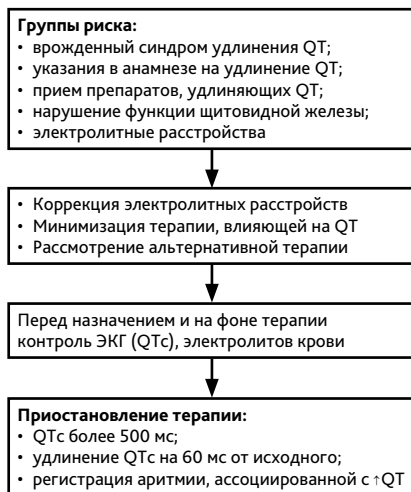 Группы риска:
• врожденный синдром удлинения QT;
• указания в анамнезе на удлинение QT;
• прием препаратов, удлиняющих QT;
• нарушение функции щитовидной железы;
• электролитные расстройства
• Коррекция электролитных расстройств
• Минимизация терапии, влияющей на QT
• Рассмотрение альтернативной терапии
Перед назначением и на фоне терапии
контроль ЭКГ (QTc), электролитов крови
Приостановление терапии:
• QTc более 500 мс;
• удлинение QTc на 60 мс от исходного;
• регистрация аритмии, ассоциированной с ↑QT